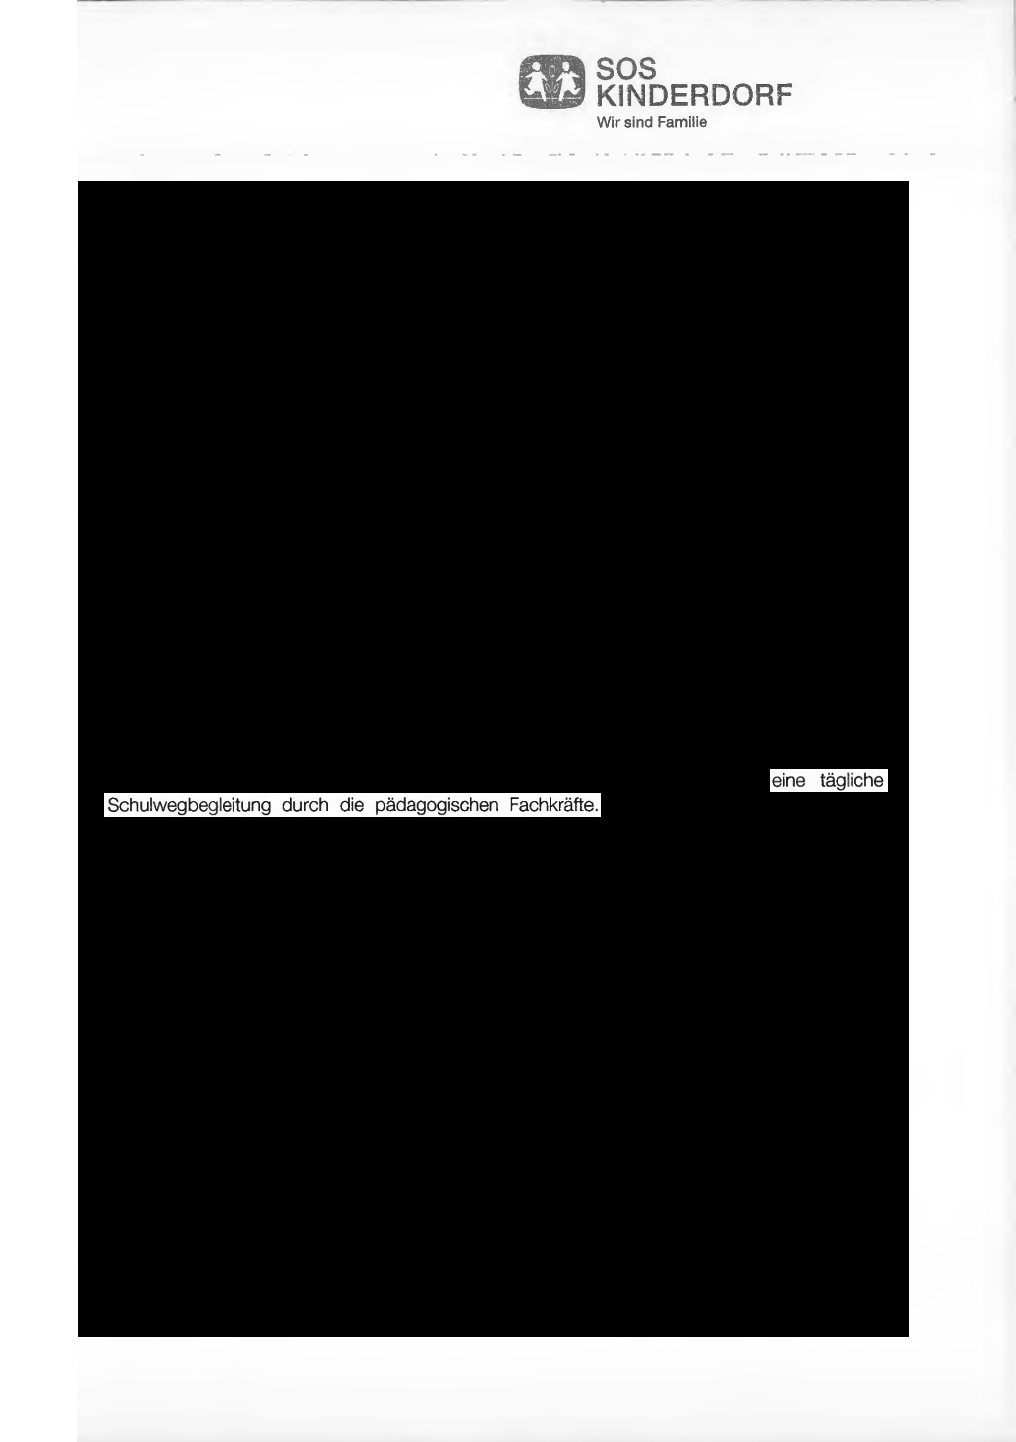 SOS
KINDERDORF
Wir sind Familie
eine tägliche
Schulwegbegleitung durch die pädagogischen Fachkräfte.